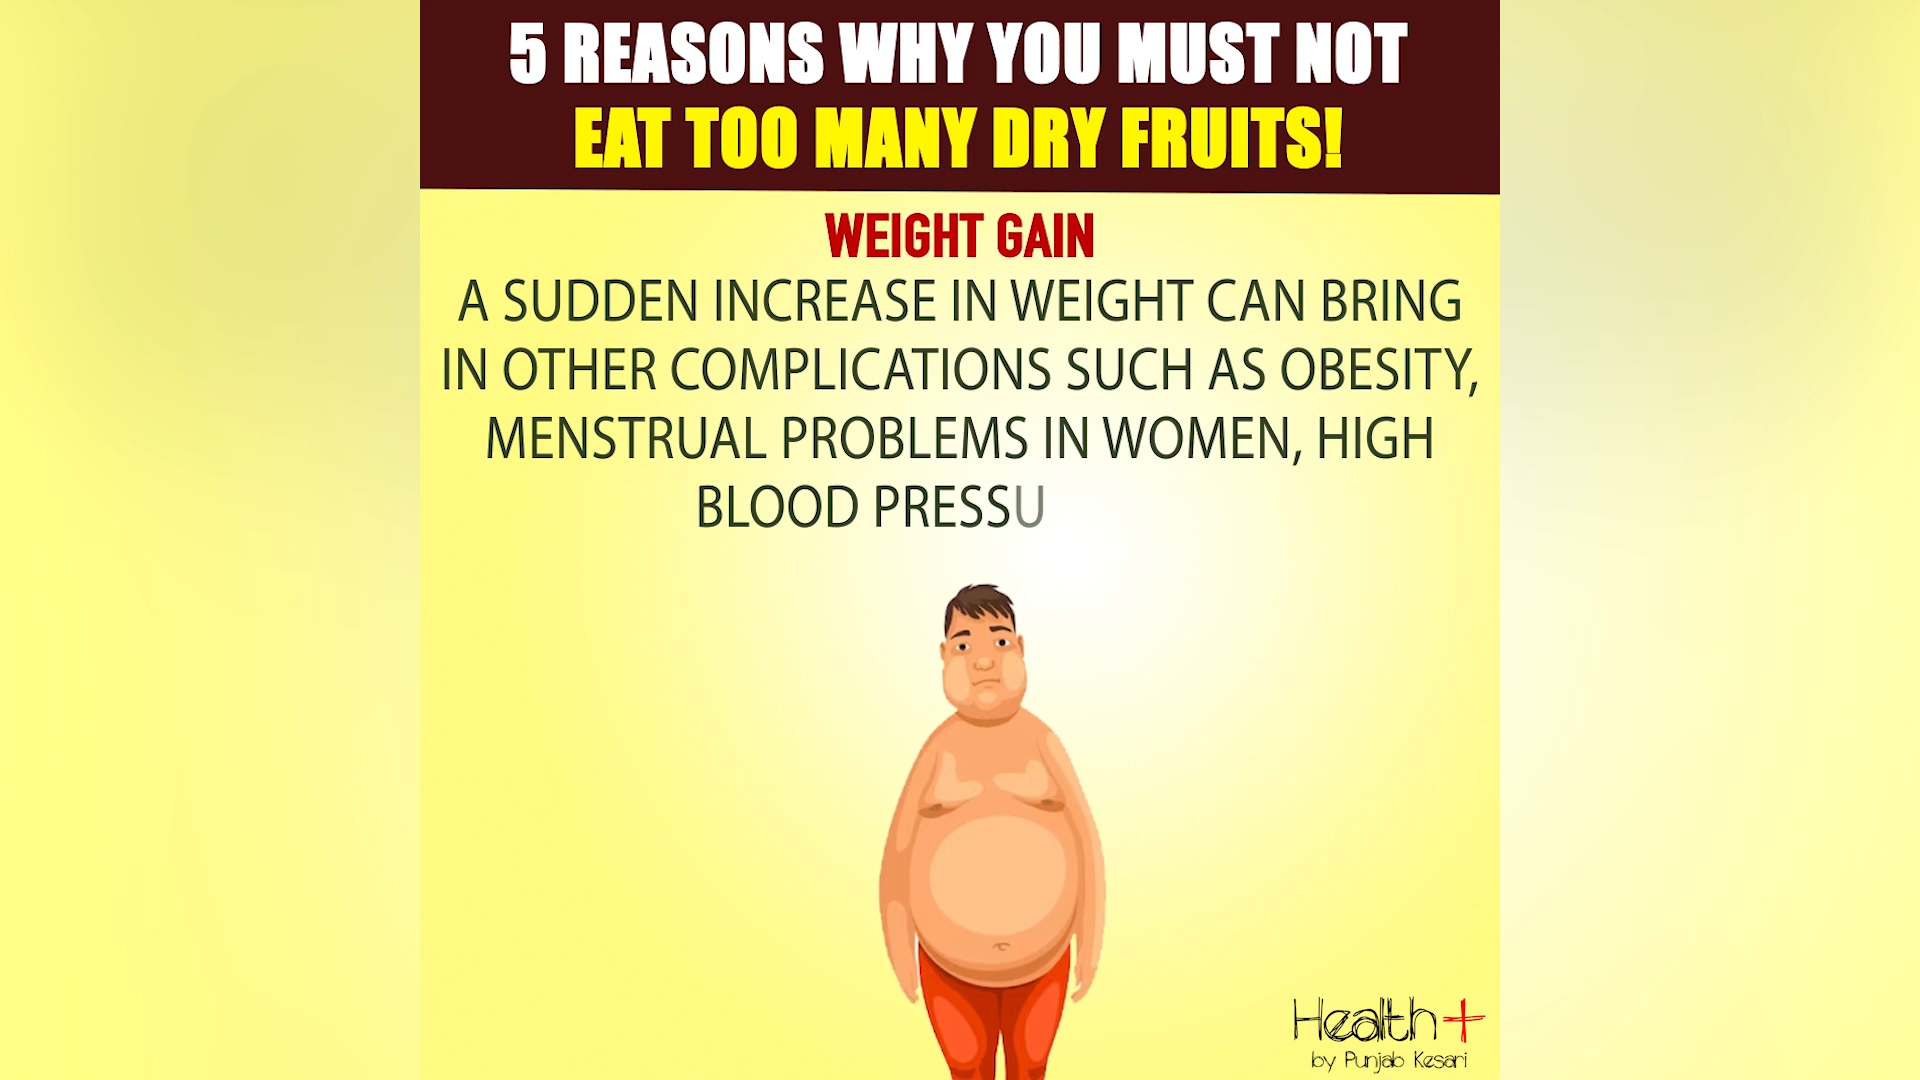 5 REASONS WHY YOU MUST NOT
EAT TOO MANY DRY FRUITS!
WEIGHT GAIN
A SUDDEN INCREASE IN WEIGHT CAN BRING
IN OTHER COMPLICATIONS SUCH AS OBESITY,
MENSTRUAL PROBLEMS IN WOMEN, HIGH
BLOOD PRESSU
Health+
by Punjab Kesari